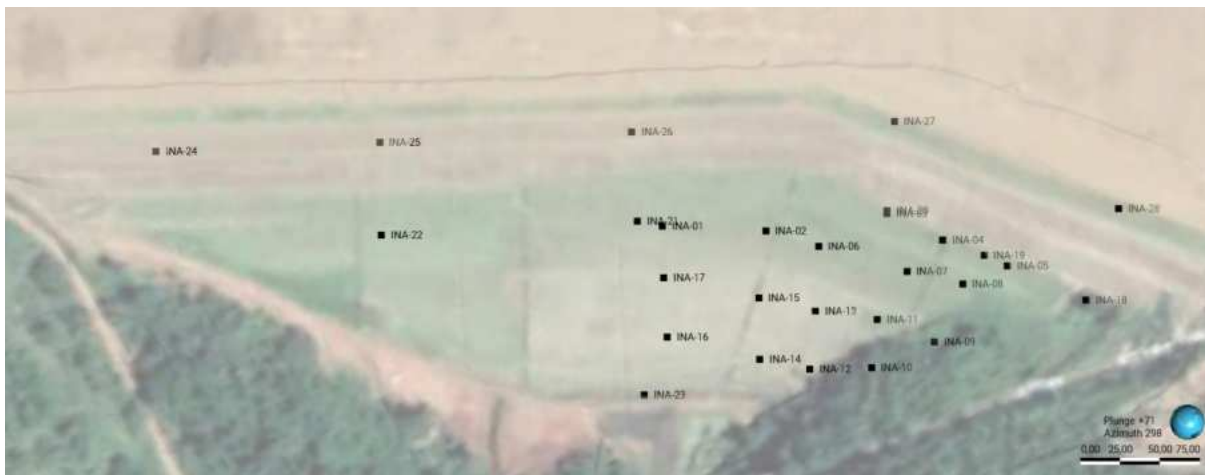 INA-27
INA-26
INA-25
INA-24
INA-28
INA-21
INA-01
INA-02
INA-22
INA-04
INA-06
INA-19
INA-05
INA-07
INA-17
INA-08
INA-15
INA-18
INA-13
INA-11
INA-16
INA-09
INA-14
INA-10
INA-12
INA-23
Plunge +71
Azimuth 298
0,00 25,00 50,00 75,00